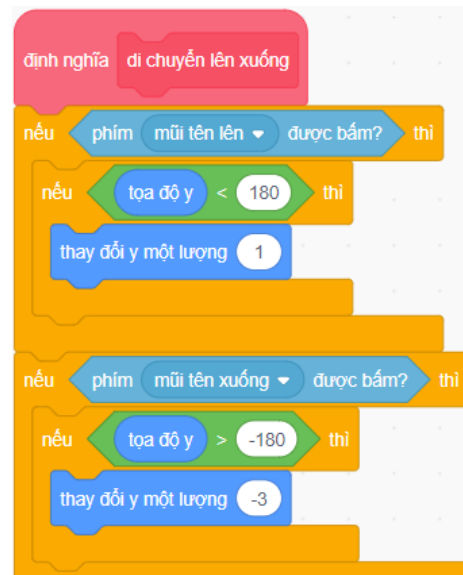 định nghĩa di chuyển lên xuống
nếu phím mũi tên lên được bấm? thì
nếu tọa độ y < 180 thì
thay đổi y một lượng 1
nếu phím mũi tên xuống được bấm? thì
nếu tọa độ y > -180 thì
thay đổi y một lượng -3